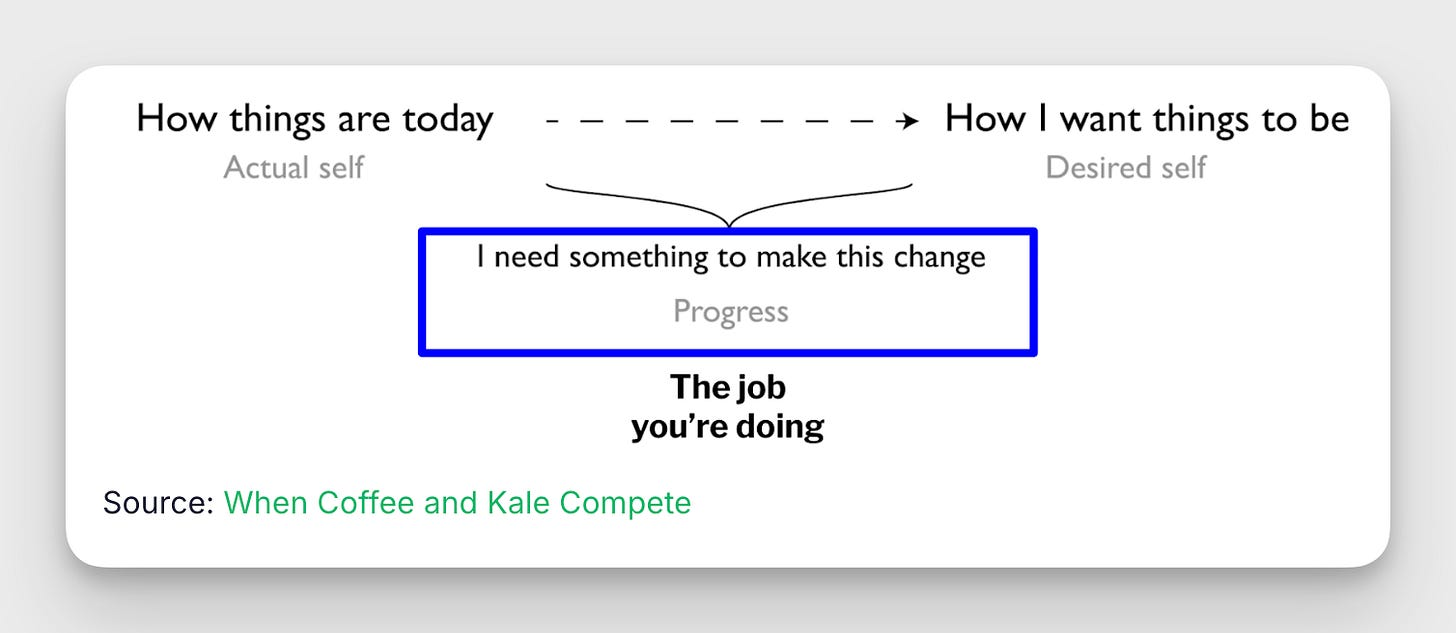 How things are today
How I want things to be
Actual self
Desired self
I need something to make this change
Progress
The job
you’re doing
Source: When Coffee and Kale Compete